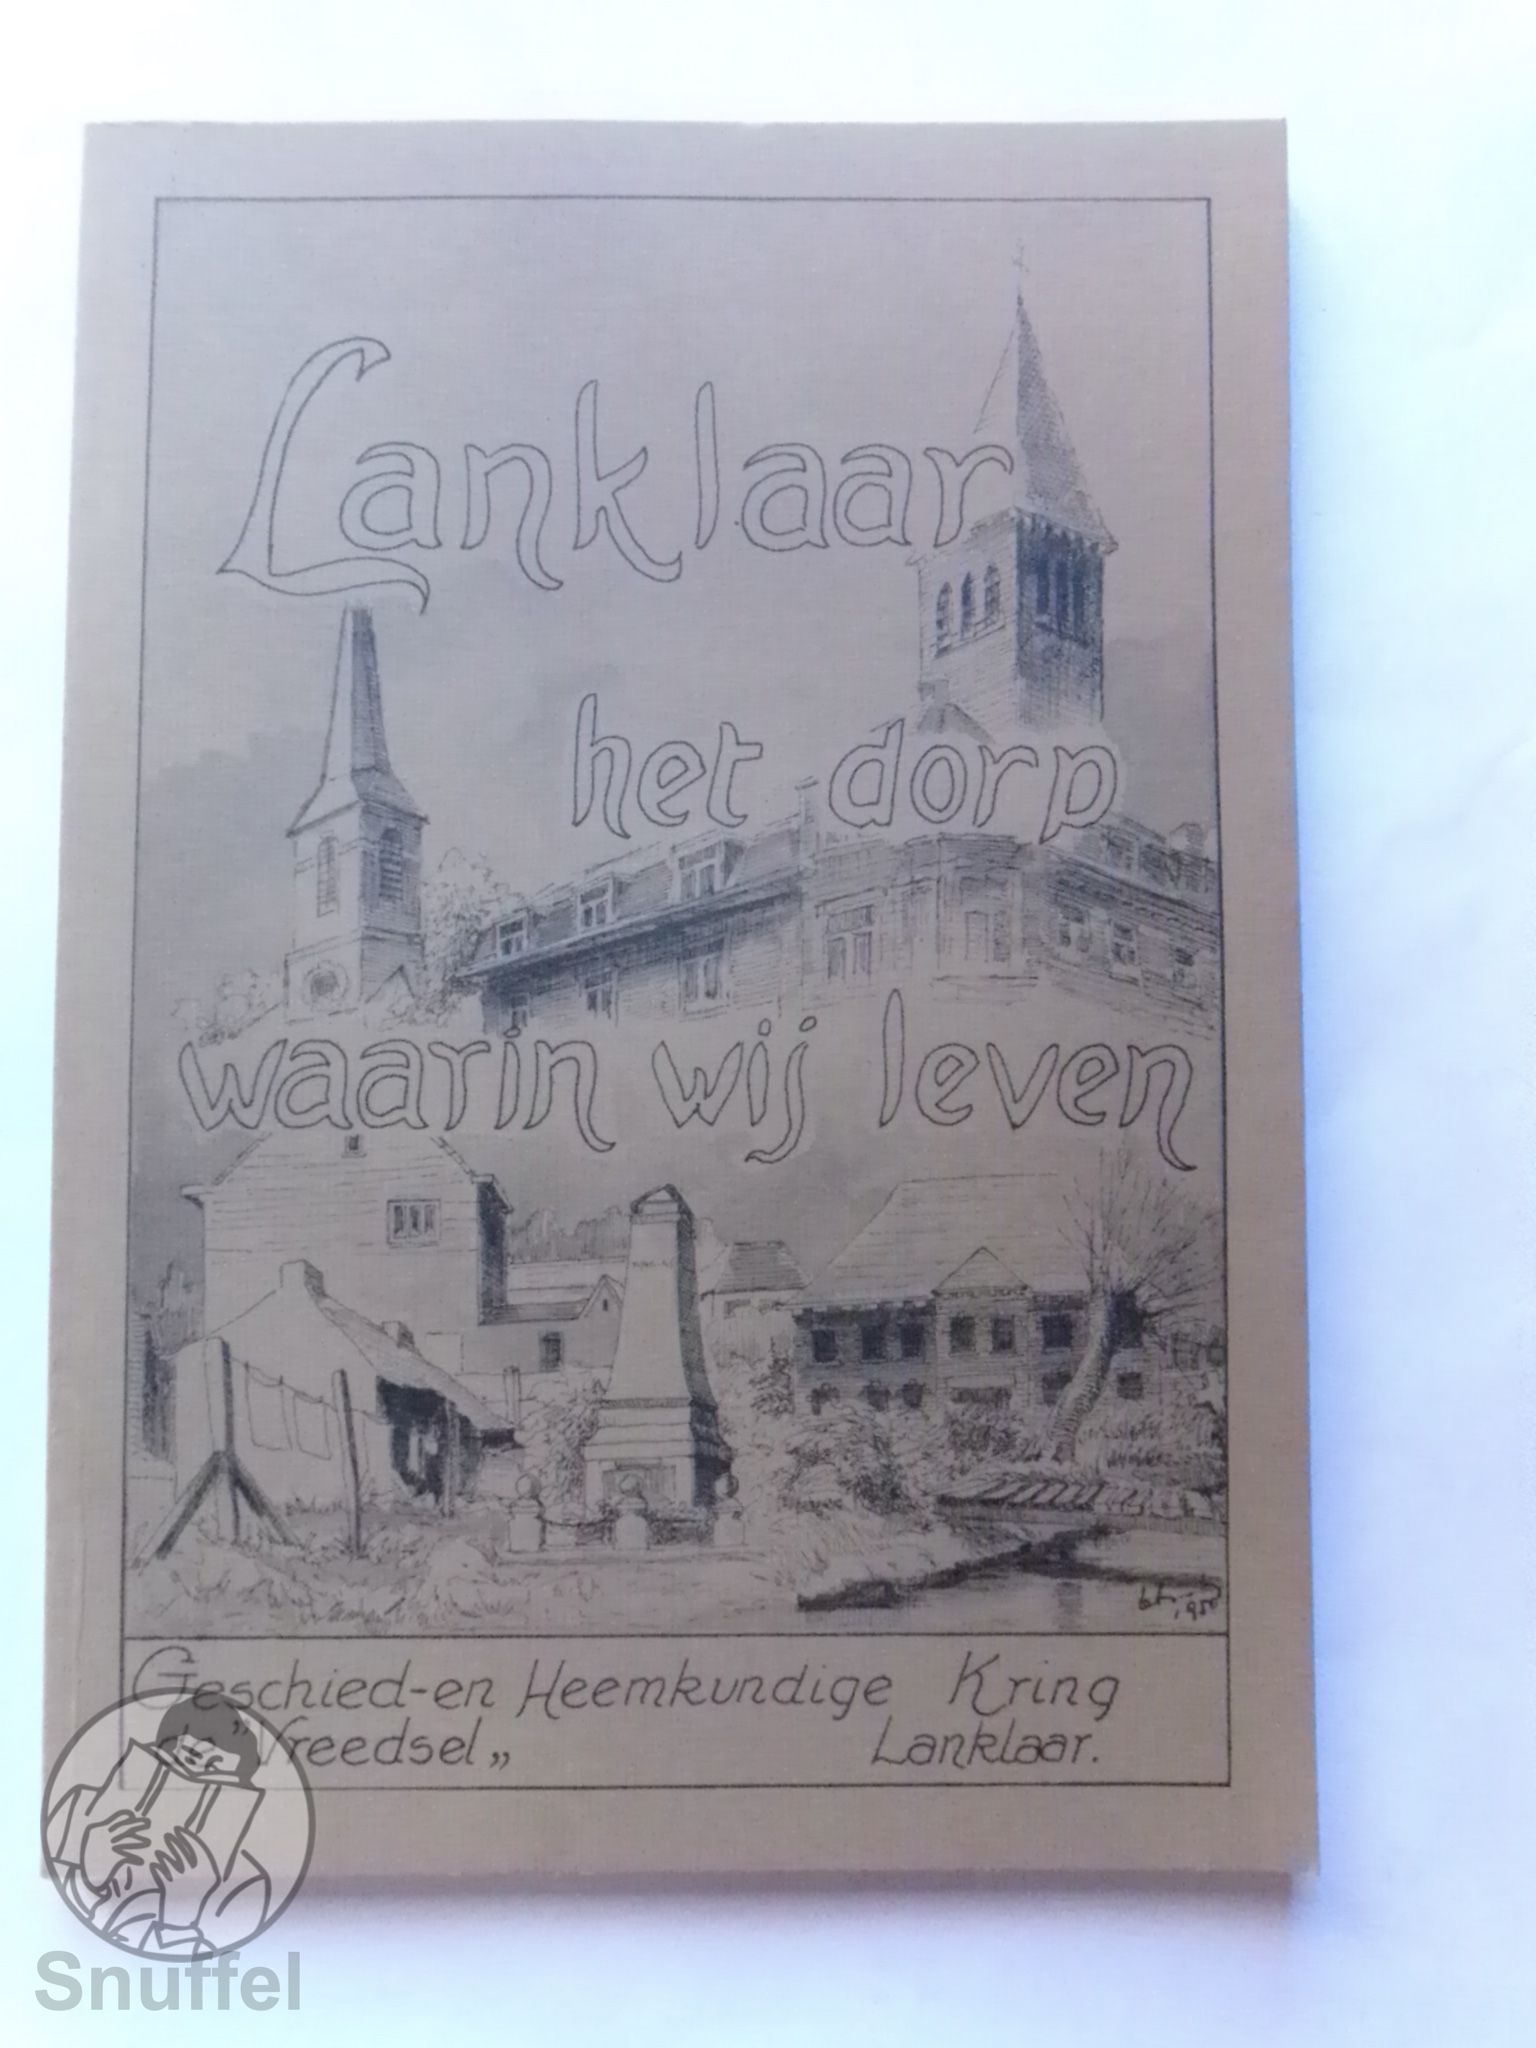 Lanklaar
het dorp
waarin wij leven
Geschied-en Heemkundige Kring
"Vreedsel„ Lanklaar.
Snuffel